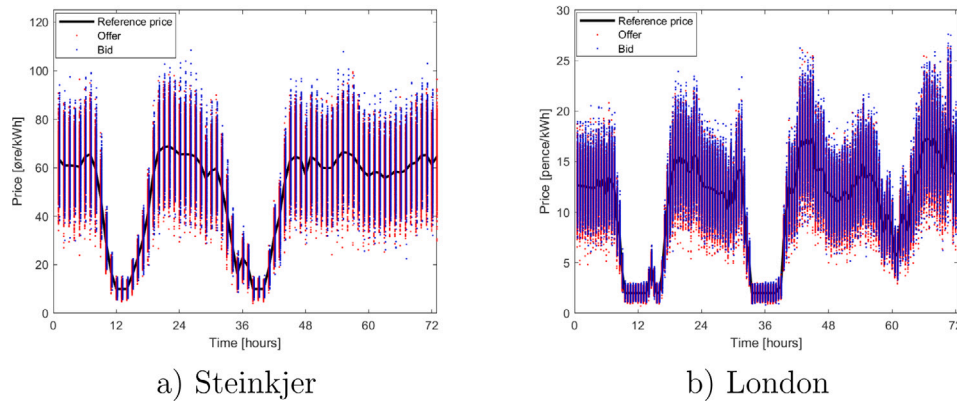 120
100
80
60
40
20
0
Price [øre/kWh]
Reference price
Offer
Bid
0 12 24 36 48 60 72
Time [hours]
a) Steinkjer
30
25
20
15
10
5
0
Price [pence/kWh]
Reference price
Offer
Bid
0 12 24 36 48 60 72
Time [hours]
b) London